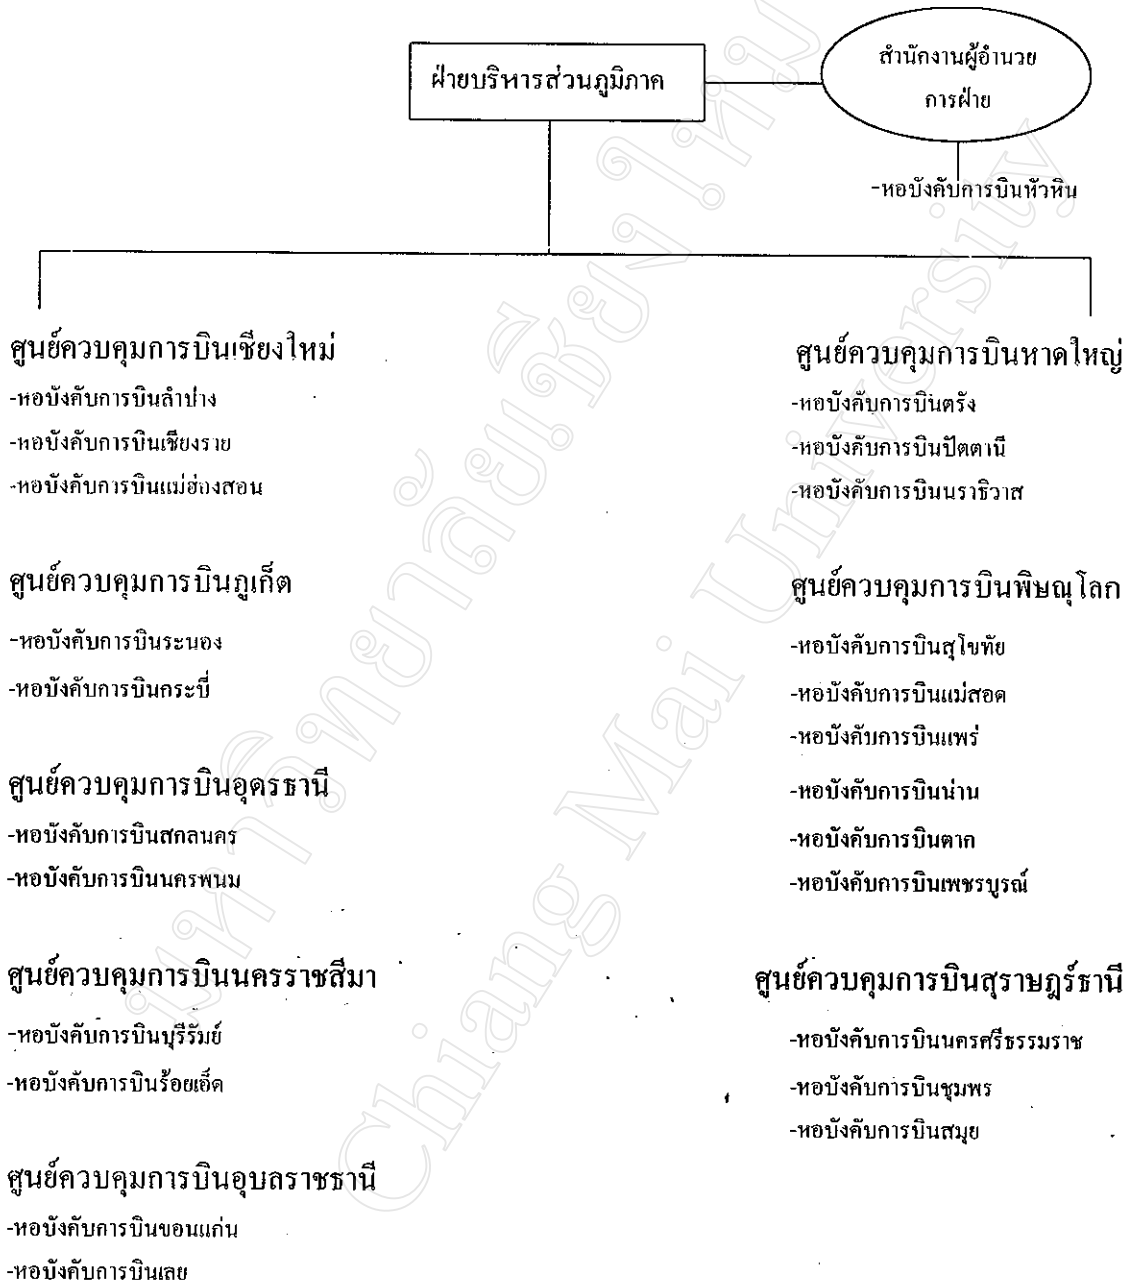 ฝ่ายบริหารส่วนภูมิภาค
สำนักงานผู้อำนวย
การฝ่าย
-หอบังคับการบินหัวหิน
ศูนย์ควบคุมการบินเชียงใหม่
-หอบังคับการบินลำปาง
-หอบังคับการบินเชียงราย
-หอบังคับการบินแม่ฮ่องสอน
ศูนย์ควบคุมการบินภูเก็ต
-หอบังคับการบินระนอง
-หอบังคับการบินกระบี่
ศูนย์ควบคุมการบินอุดรธานี
-หอบังคับการบินสกลนคร
-หอบังคับการบินนครพนม
ศูนย์ควบคุมการบินนครราชสีมา
-หอบังคับการบินบุรีรัมย์
-หอบังคับการบินร้อยเอ็ด
ศูนย์ควบคุมการบินอุบลราชธานี
-หอบังคับการบินขอนแก่น
-หอบังคับการบินเลย
ศูนย์ควบคุมการบินหาดใหญ่
-หอบังคับการบินตรัง
-หอบังคับการบินปัตตานี
-หอบังคับการบินนราธิวาส
ศูนย์ควบคุมการบินพิษณุโลก
-หอบังคับการบินสุโขทัย
-หอบังคับการบินแม่สอด
-หอบังคับการบินแพร่
-หอบังคับการบินน่าน
-หอบังคับการบินตาก
-หอบังคับการบินเพชรบูรณ์
ศูนย์ควบคุมการบินสุราษฎร์ธานี
-หอบังคับการบินนครศรีธรรมราช
-หอบังคับการบินชุมพร
-หอบังคับการบินสมุย
มหาวิทยาลัยเชียงใหม่
Chiang Mai University